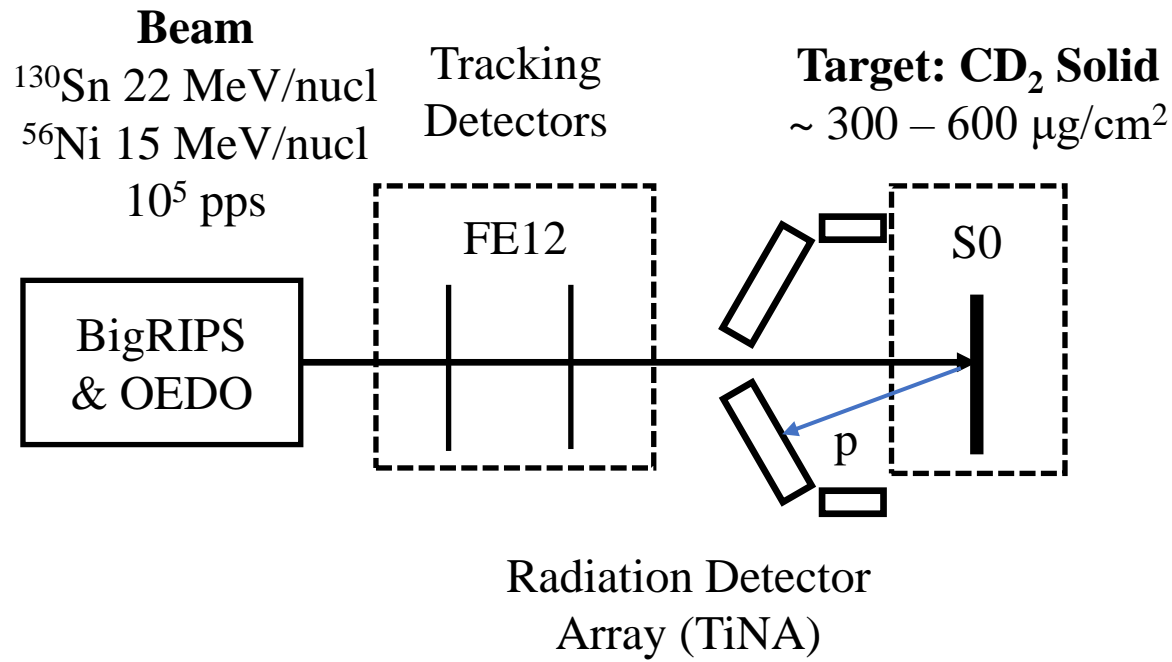 Beam
¹³⁰Sn 22 MeV/nucl
⁵⁶Ni 15 MeV/nucl
10⁵ pps
Tracking
Detectors
Target: CD₂ Solid
~ 300 – 600 μg/cm²
FE12
S0
BigRIPS
& OEDO
p
Radiation Detector
Array (TiNA)